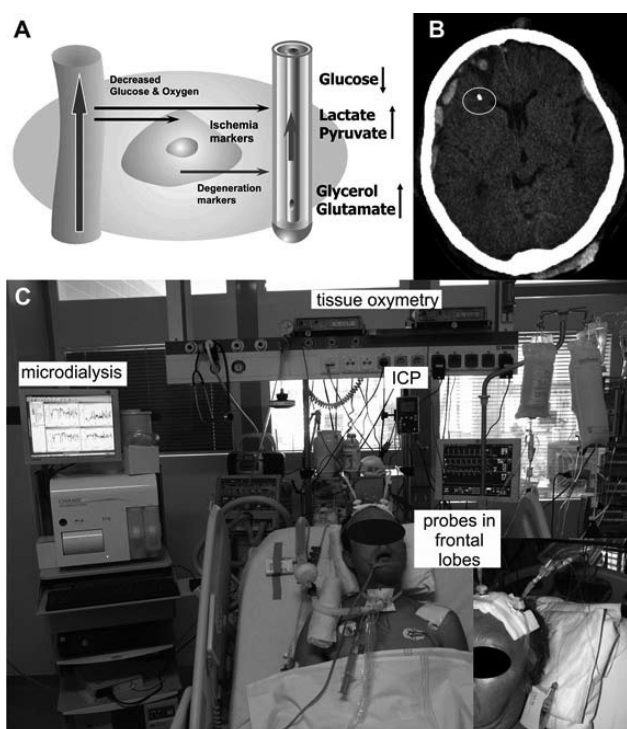 A
Decreased
Glucose & Oxygen
Ischemia
markers
Degeneration
markers
Glucose
Lactate
Pyruvate
Glycerol
Glutamate
B
C
tissue oxymetry
microdialysis
ICP
probes in
frontal
lobes